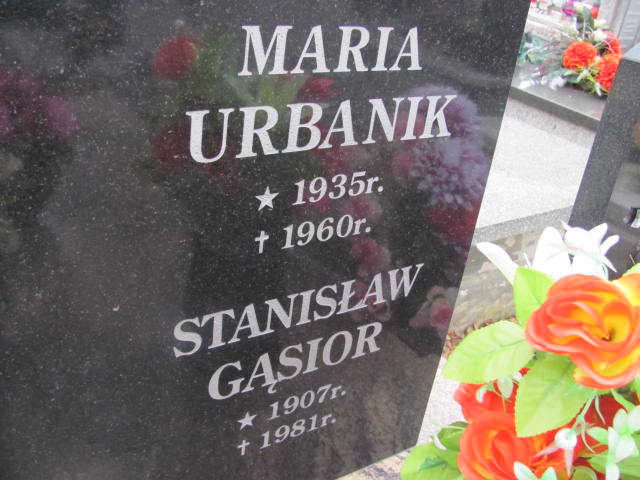 MARIA
URBANIK
★ 1935r.
✝ 1960r.
STANISŁAW
GĄSIOR
★ 1907r.
✝ 1981r.